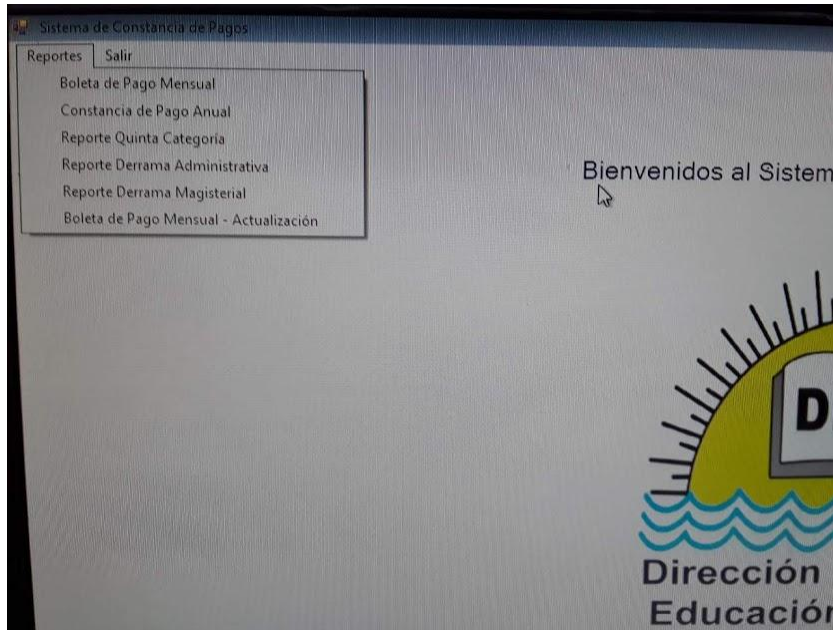 Sistema de Constancia de Pagos
Reportes Salir
Boleta de Pago Mensual
Constancia de Pago Anual
Reporte Quinta Categoría
Reporte Derrama Administrativa
Reporte Derrama Magisterial
Boleta de Pago Mensual - Actualización
Bienvenidos al Sistem
D
Dirección
Educación